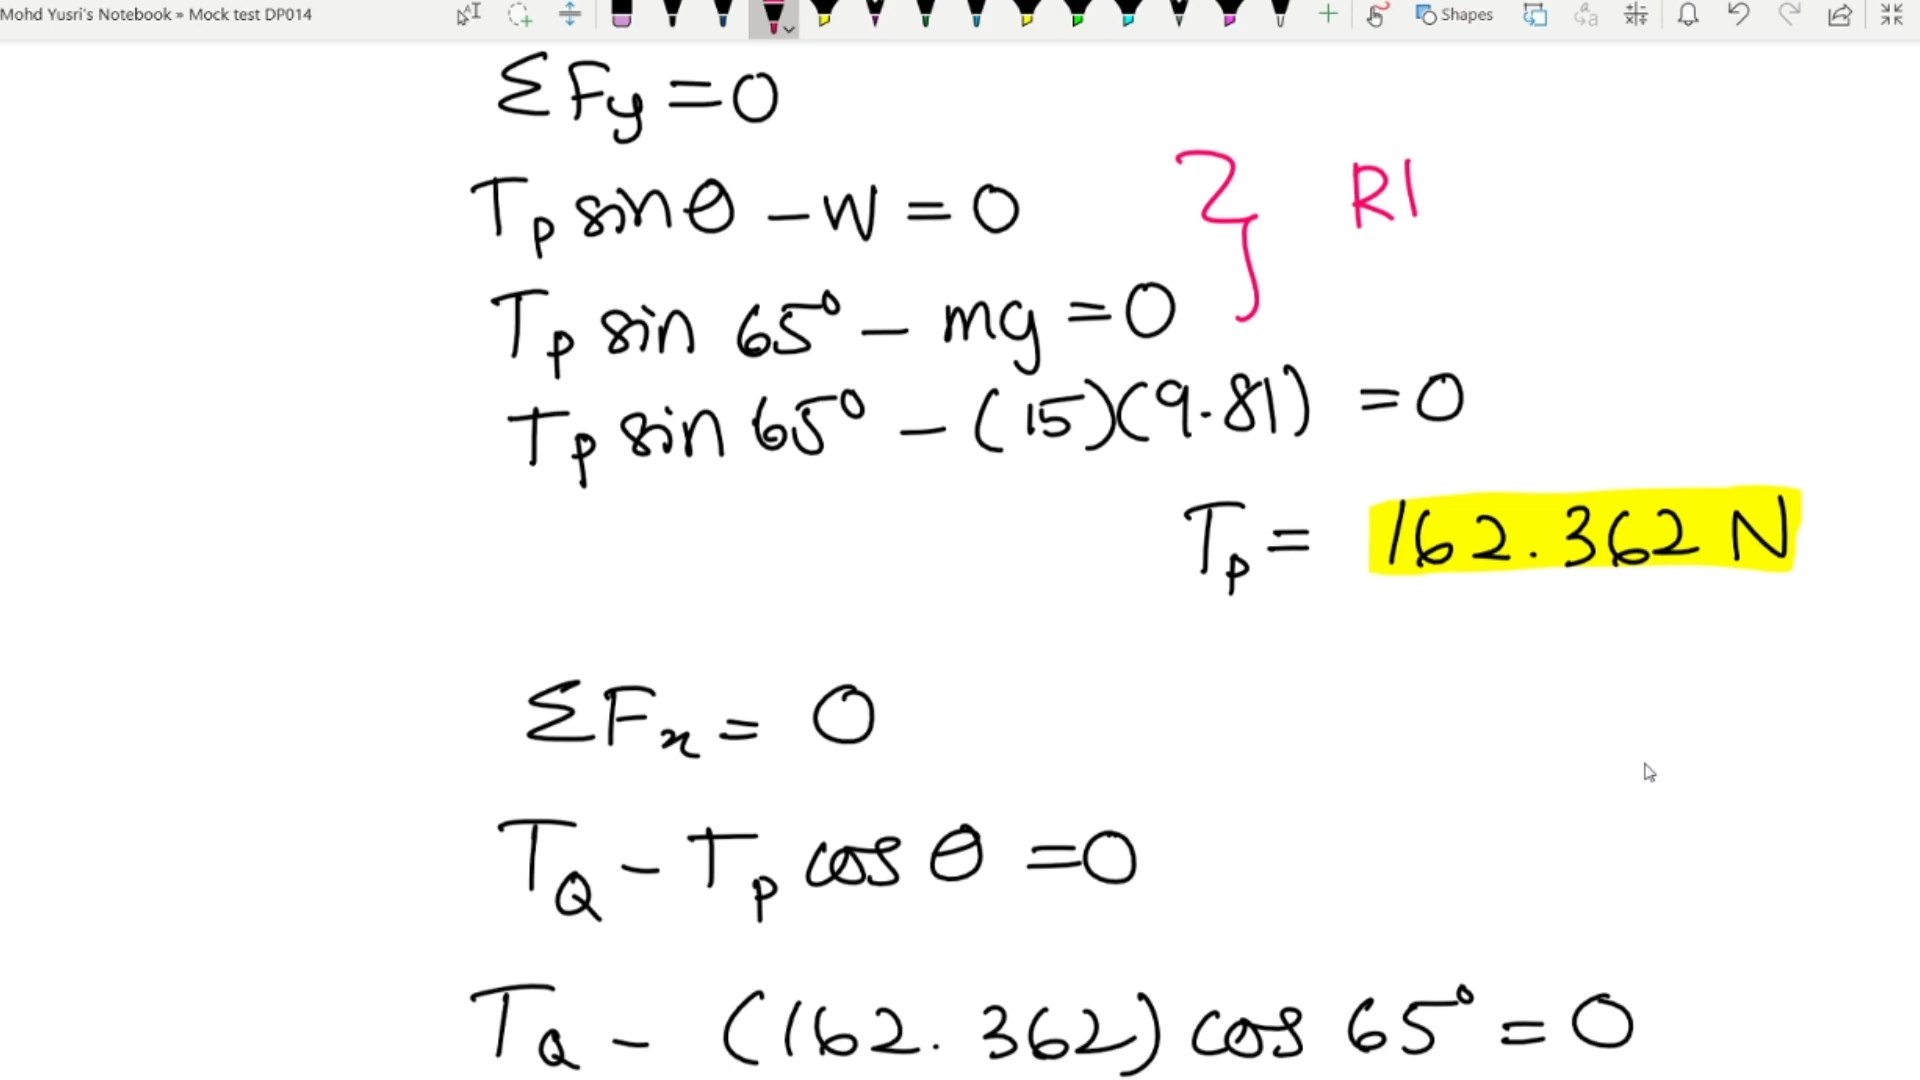 Mohd Yusri's Notebook » Mock test DP014
Shapes
ΣFy = 0
Tp sinθ - W = 0
R1
Tp sin 65° - mg = 0
Tp sin 65° - (15)(9.81) = 0
Tp = 162.362 N
ΣFx = 0
TQ - Tp cos θ = 0
TQ - (162.362) cos 65° = 0